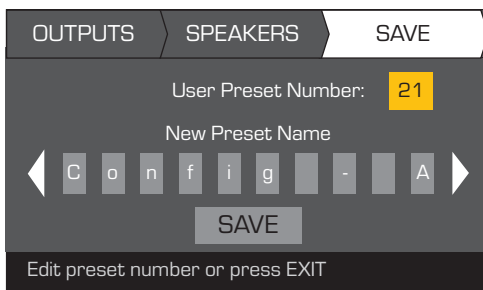 OUTPUTS SPEAKERS SAVE
User Preset Number: 21
New Preset Name
C o n f i g - A
SAVE
Edit preset number or press EXIT